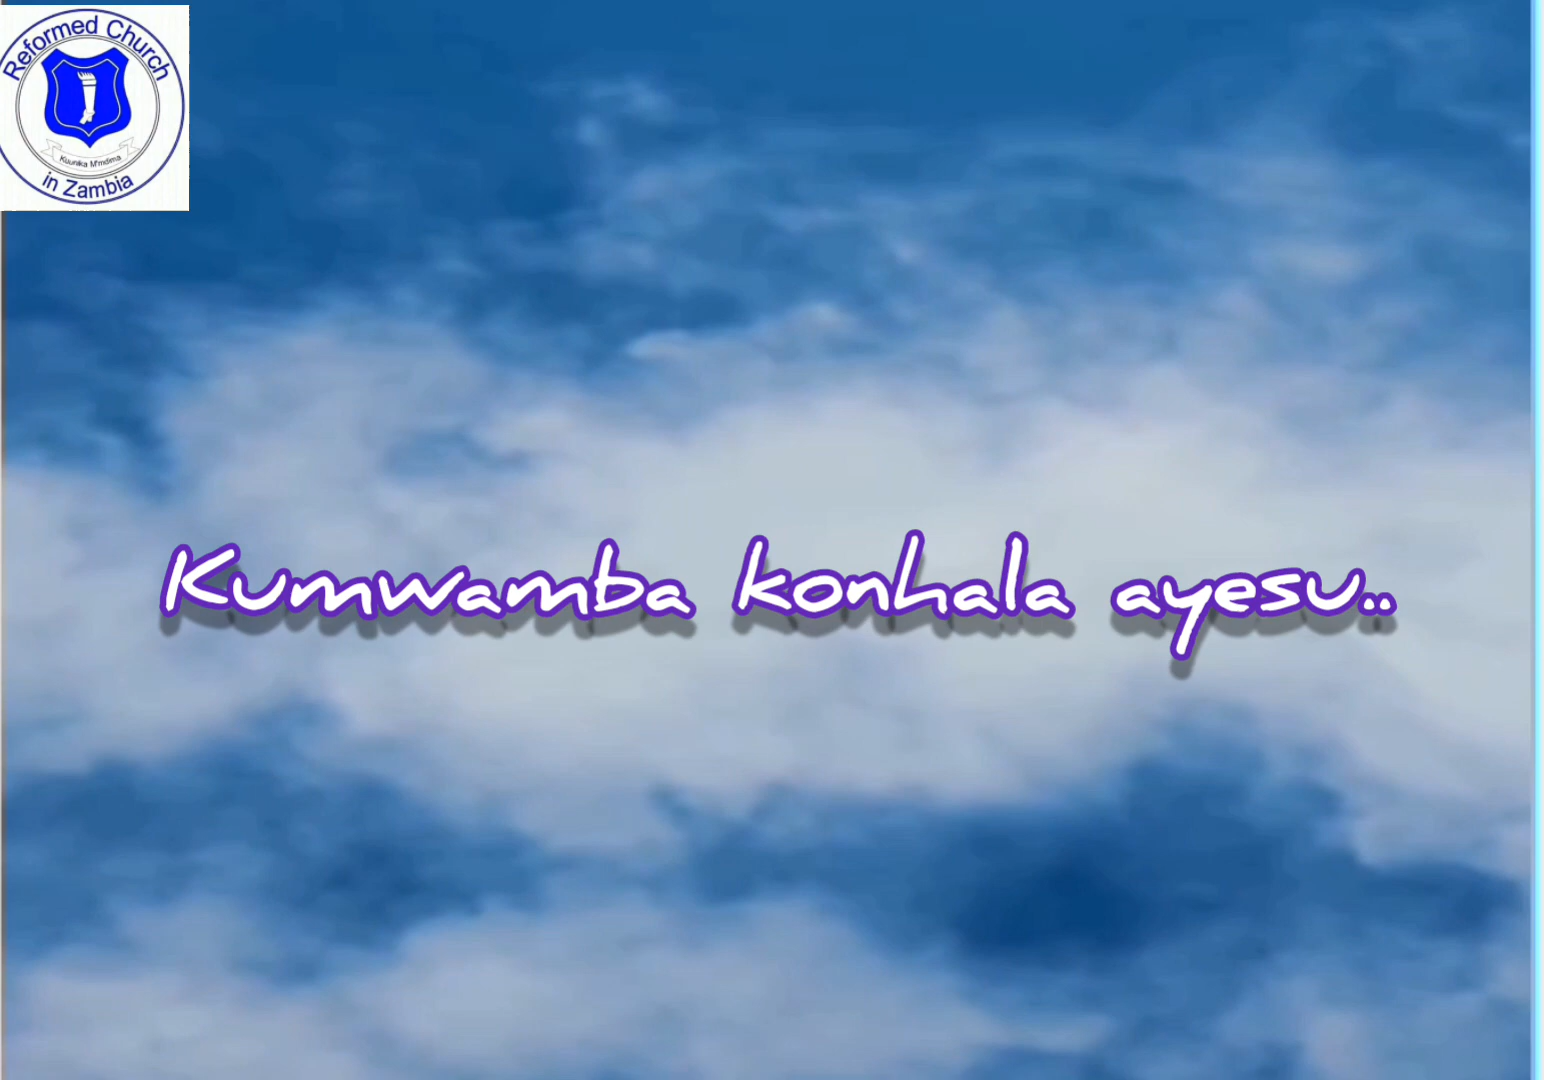 Reformed Church
Kuunika M'mdima
in Zambia
Kumwamba konhala ayesu..